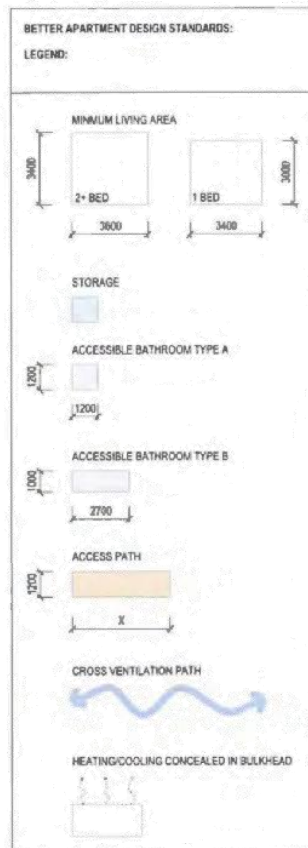 BETTER APARTMENT DESIGN STANDARDS:
LEGEND:
MINIMUM LIVING AREA
3400
2+ BED
3600
1 BED
3400
3000
STORAGE
ACCESSIBLE BATHROOM TYPE A
1200
1200
ACCESSIBLE BATHROOM TYPE B
1000
2700
ACCESS PATH
1200
X
CROSS VENTILATION PATH
HEATING/COOLING CONCEALED IN BULKHEAD